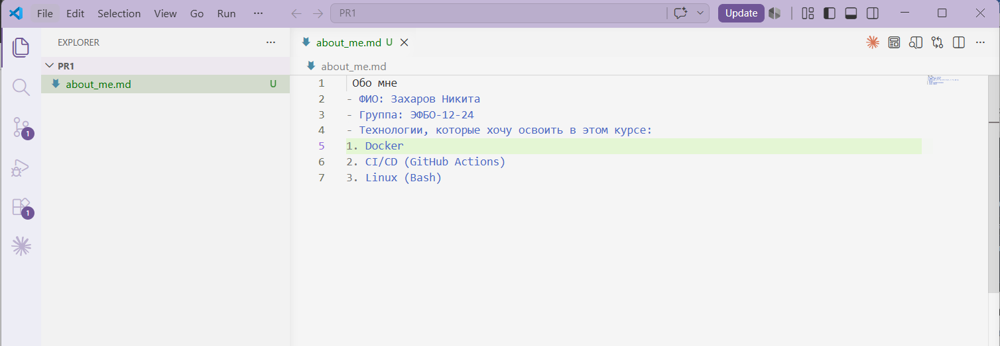 File Edit Selection View Go Run ··· PR1 Update
EXPLORER ···
about_me.md U
PR1
about_me.md
about_me.md U
1 Обо мне
2 - ФИО: Захаров Никита
3 - Группа: ЭФБО-12-24
4 - Технологии, которые хочу освоить в этом курсе:
5 1. Docker
6 2. CI/CD (GitHub Actions)
7 3. Linux (Bash)
1
1